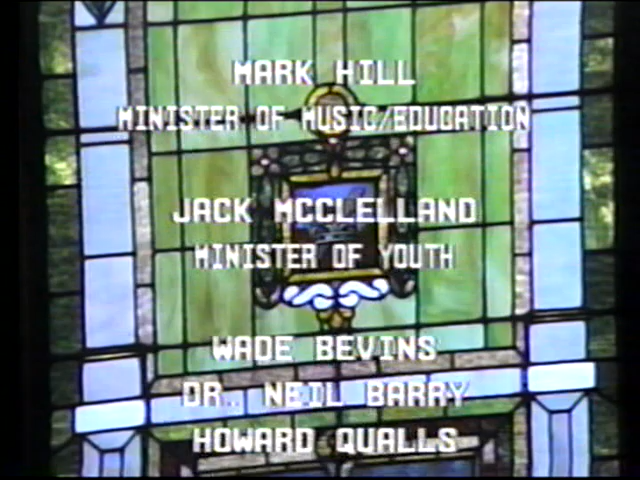 MARK HILL
MINISTER OF MUSIC/EDUCATION
JACK MCCLELLAND
MINISTER OF YOUTH
WADE BEVINS
DR. NEIL BARRY
HOWARD QUALLS